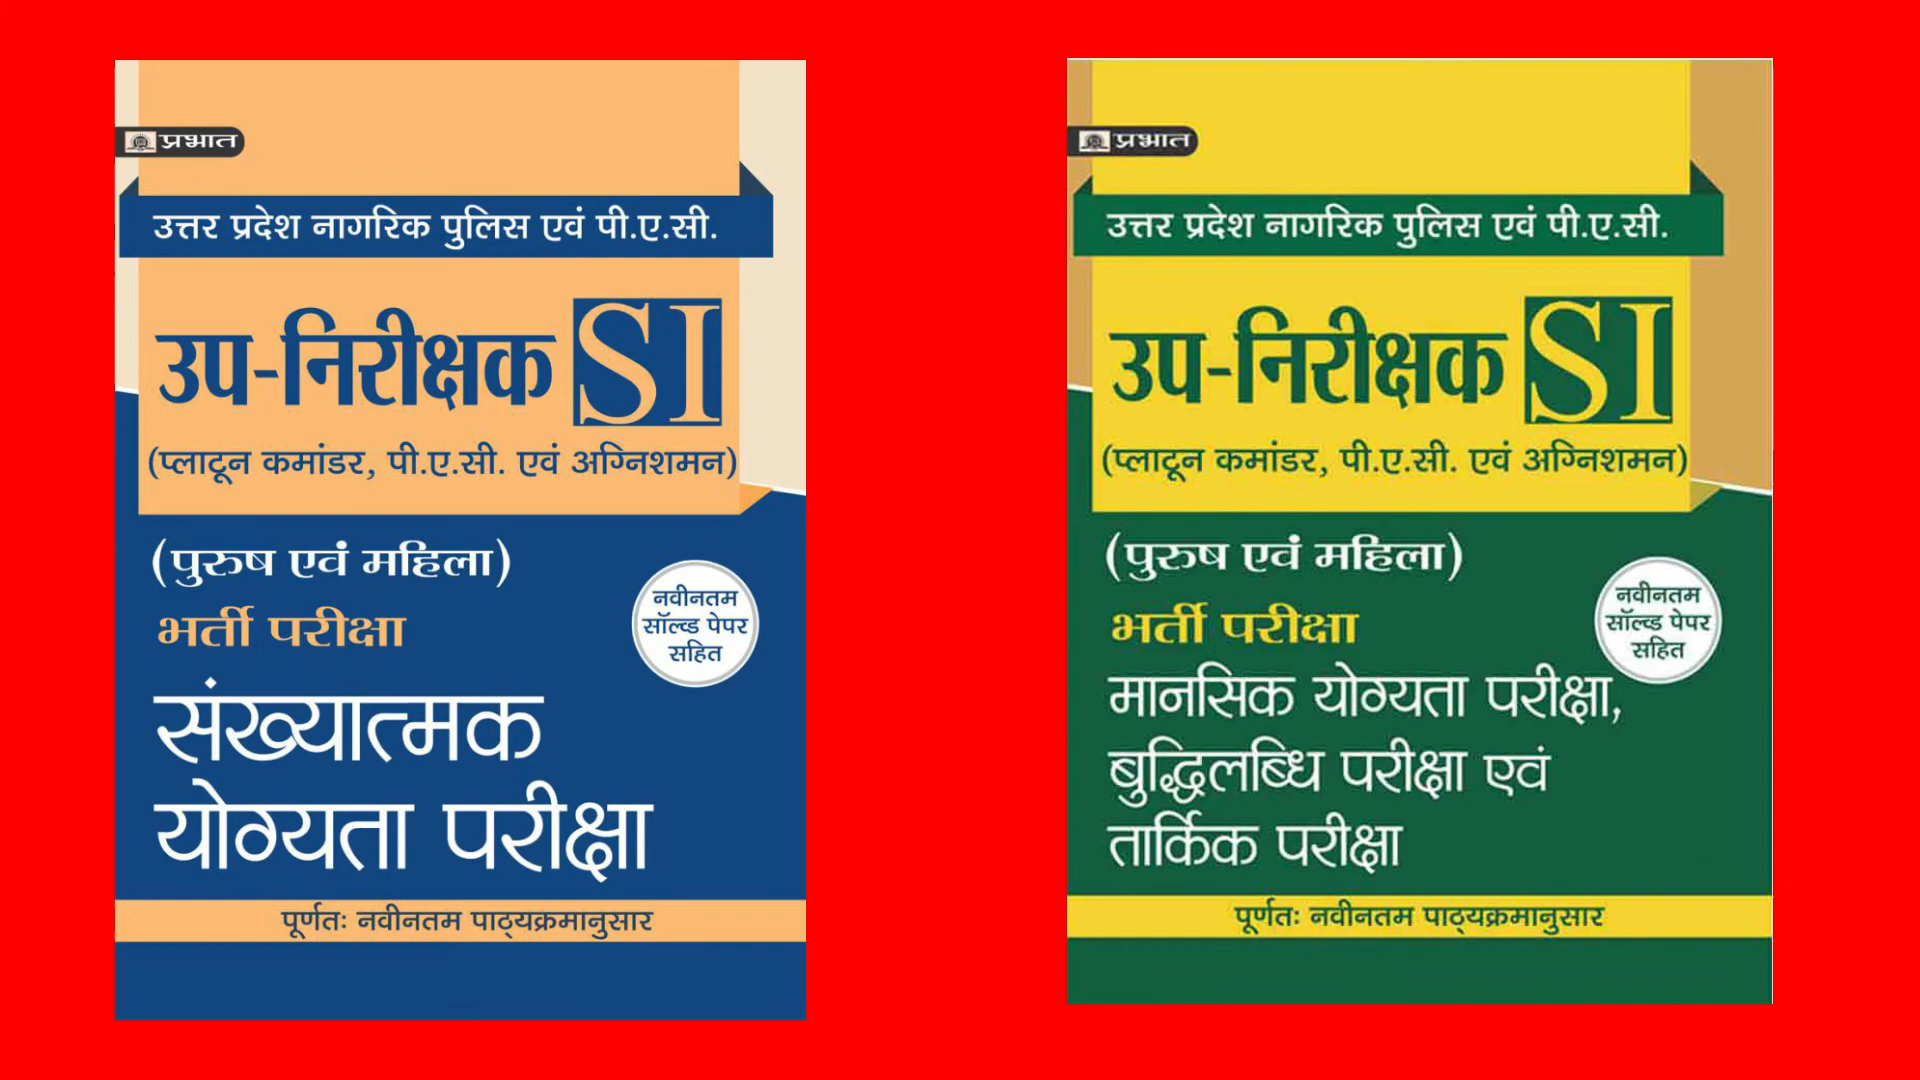 प्रभात
उत्तर प्रदेश नागरिक पुलिस एवं पी.ए.सी.
उप-निरीक्षक SI
(प्लाटून कमांडर, पी.ए.सी. एवं अग्निशमन)
(पुरुष एवं महिला)
भर्ती परीक्षा
नवीनतम
सॉल्व्ड पेपर
सहित
संख्यात्मक
योग्यता परीक्षा
पूर्णतः नवीनतम पाठ्यक्रमानुसार
प्रभात
उत्तर प्रदेश नागरिक पुलिस एवं पी.ए.सी.
उप-निरीक्षक SI
(प्लाटून कमांडर, पी.ए.सी. एवं अग्निशमन)
(पुरुष एवं महिला)
भर्ती परीक्षा
नवीनतम
सॉल्व्ड पेपर
सहित
मानसिक योग्यता परीक्षा,
बुद्धिलब्धि परीक्षा एवं
तार्किक परीक्षा
पूर्णतः नवीनतम पाठ्यक्रमानुसार